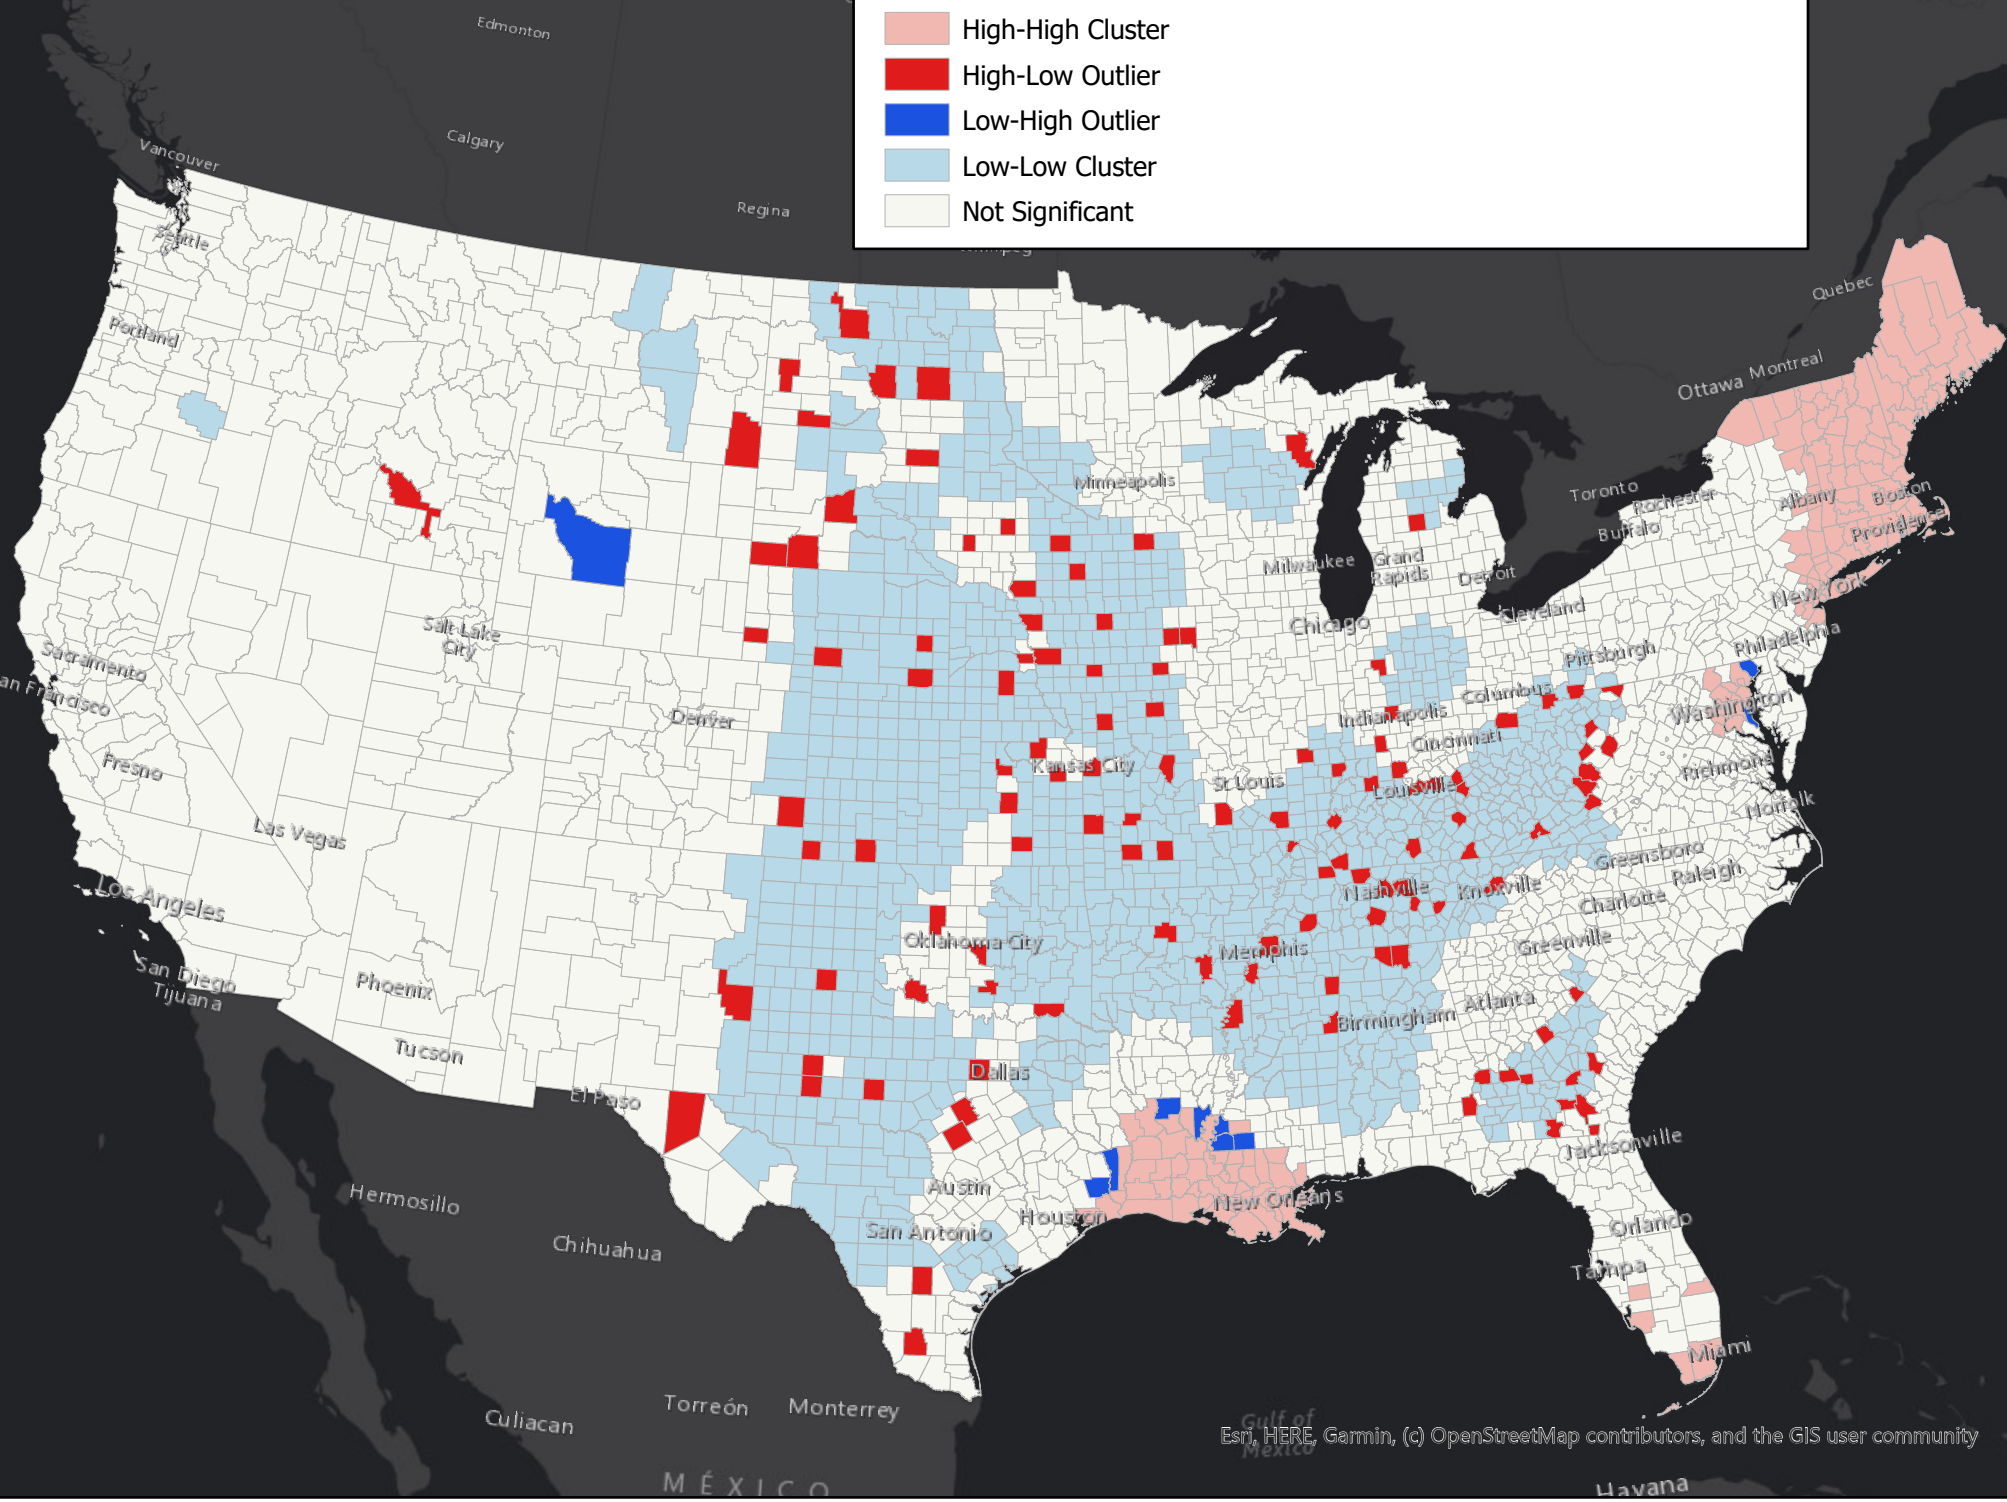 High-High Cluster
High-Low Outlier
Low-High Outlier
Low-Low Cluster
Not Significant
Edmonton
Calgary
Vancouver
Regina
Winnipeg
Seattle
Portland
Quebec
Montreal
Ottawa
Toronto
Rochester
Buffalo
Albany
Boston
Providence
Minneapolis
Milwaukee
Grand
Rapids
Detroit
Cleveland
New York
Chicago
Philadelphia
Pittsburgh
Salt Lake
City
Sacramento
an Francisco
Columbus
Washington
Denver
Indianapolis
Cincinnati
Fresno
Kansas City
St Louis
Louisville
Richmond
Norfolk
Las Vegas
Greensboro
Raleigh
Los Angeles
Nashville
Knoxville
Charlotte
Oklahoma City
Memphis
Greenville
San Diego
Tijuana
Phoenix
Atlanta
Birmingham
Tucson
Dallas
El Paso
Jacksonville
Hermosillo
Austin
New Orleans
Houston
San Antonio
Orlando
Chihuahua
Tampa
Miami
Torreón
Monterrey
Culiacan
Gulf of
Mexico
Esri, HERE, Garmin, (c) OpenStreetMap contributors, and the GIS user community
MÉXICO
Havana